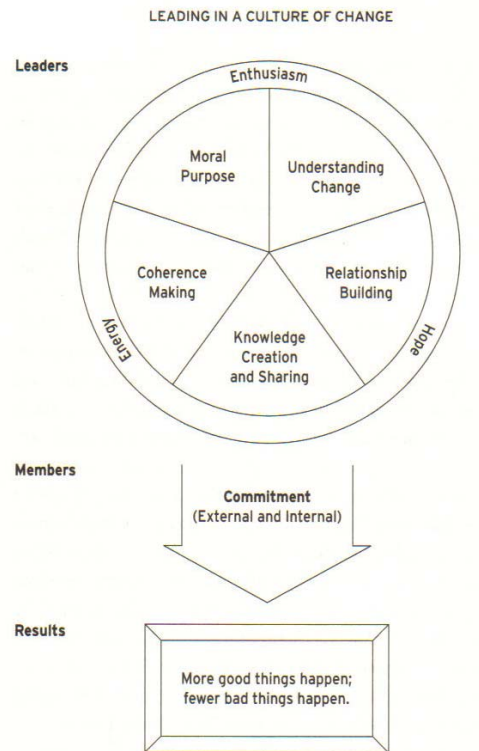 LEADING IN A CULTURE OF CHANGE
Leaders
Enthusiasm
Moral
Purpose
Understanding
Change
Coherence
Making
Relationship
Building
Knowledge
Creation
and Sharing
Energy
Hope
Members
Commitment
(External and Internal)
Results
More good things happen;
fewer bad things happen.